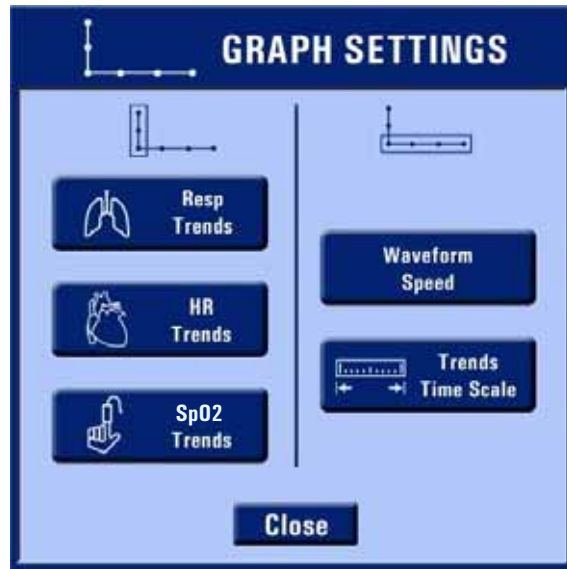 GRAPH SETTINGS
Resp
Trends
HR
Trends
SpO2
Trends
Waveform
Speed
Trends
Time Scale
Close